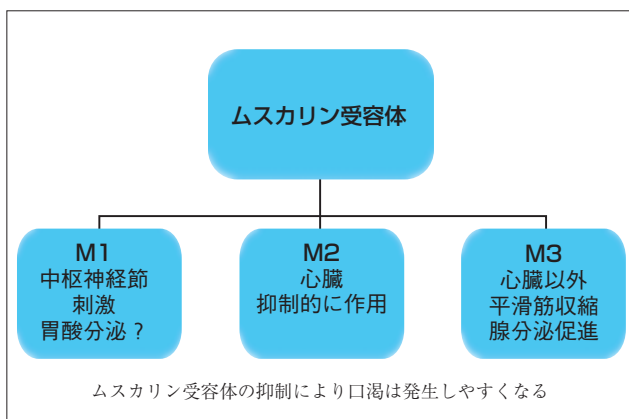 ムスカリン受容体
M1
中枢神経節
刺激
胃酸分泌？
M2
心臓
抑制的に作用
M3
心臓以外
平滑筋収縮
腺分泌促進
ムスカリン受容体の抑制により口渇は発生しやすくなる